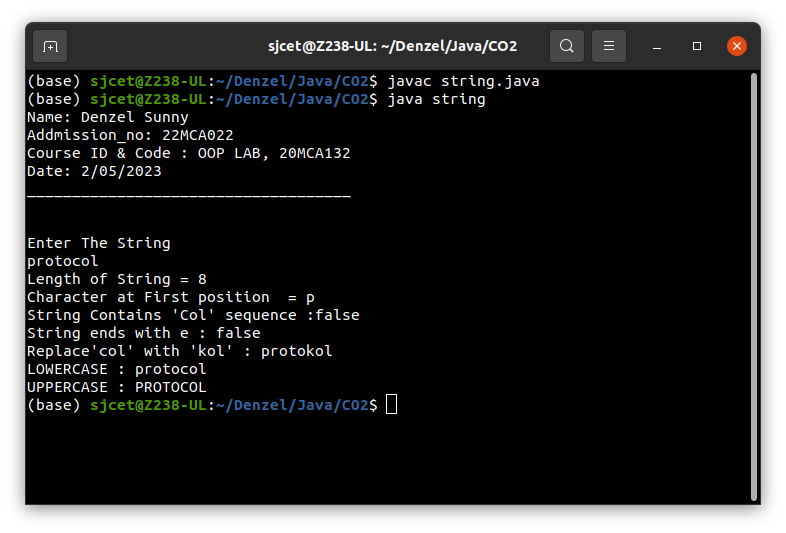 sjcet@Z238-UL: ~/Denzel/Java/CO2
(base) sjcet@Z238-UL:~/Denzel/Java/CO2$ javac string.java
(base) sjcet@Z238-UL:~/Denzel/Java/CO2$ java string
Name: Denzel Sunny
Addmission_no: 22MCA022
Course ID & Code : OOP LAB, 20MCA132
Date: 2/05/2023
____________________________________
Enter The String
protocol
Length of String = 8
Character at First position  = p
String Contains 'Col' sequence :false
String ends with e : false
Replace'col' with 'kol' : protokol
LOWERCASE : protocol
UPPERCASE : PROTOCOL
(base) sjcet@Z238-UL:~/Denzel/Java/CO2$